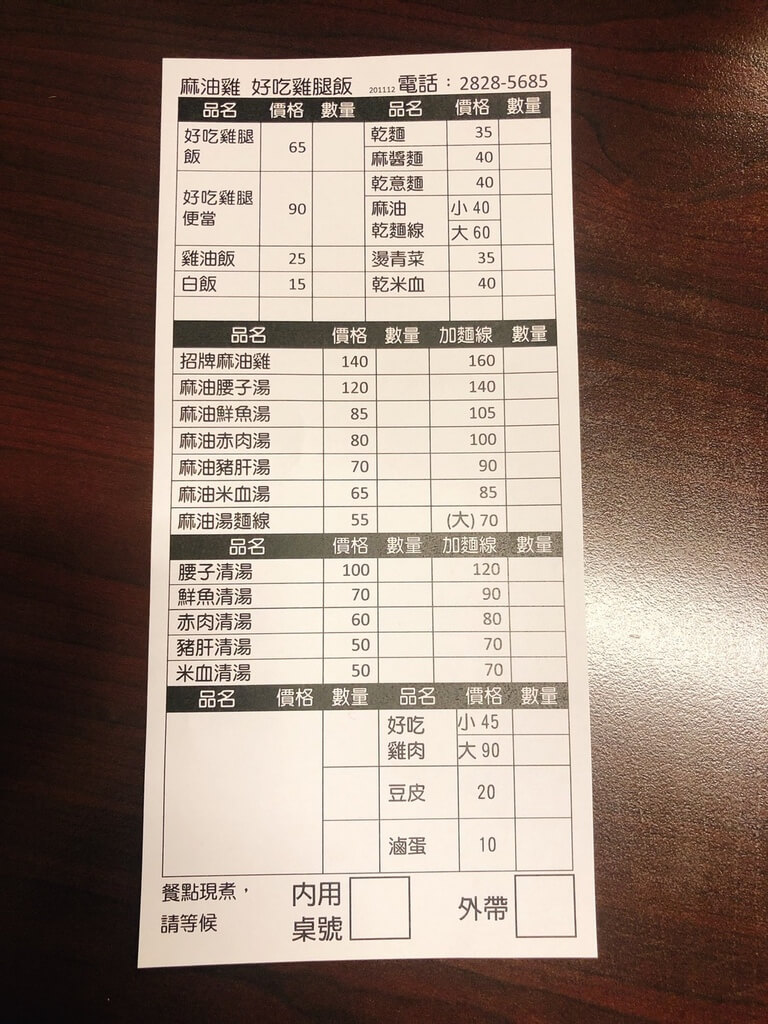 麻油雞 好吃雞腿飯 201112 電話：2828-5685
品名 價格 數量 品名 價格 數量
好吃雞腿飯 65 乾麵 35
麻醬麵 40
好吃雞腿便當 90 乾意麵 40
麻油乾麵線 小 40
大 60
雞油飯 25 燙青菜 35
白飯 15 乾米血 40
品名 價格 數量 加麵線 數量
招牌麻油雞 140 160
麻油腰子湯 120 140
麻油鮮魚湯 85 105
麻油赤肉湯 80 100
麻油豬肝湯 70 90
麻油米血湯 65 85
麻油湯麵線 55 (大) 70
品名 價格 數量 加麵線 數量
腰子清湯 100 120
鮮魚清湯 70 90
赤肉清湯 60 80
豬肝清湯 50 70
米血清湯 50 70
品名 價格 數量 品名 價格 數量
好吃雞肉 小 45
大 90
豆皮 20
滷蛋 10
餐點現煮，
請等候
內用
桌號
外帶